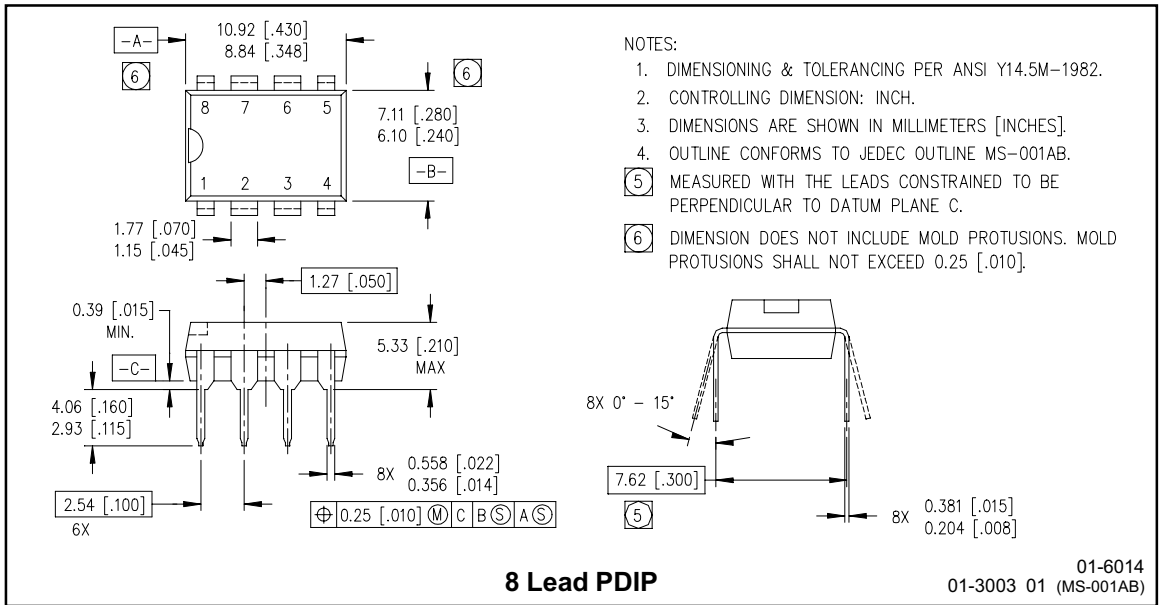 -A-
10.92 [.430]
8.84 [.348]
6
6
8 7 6 5
1 2 3 4
7.11 [.280]
6.10 [.240]
-B-
1.77 [.070]
1.15 [.045]
1.27 [.050]
0.39 [.015]
MIN.
-C-
5.33 [.210]
MAX
4.06 [.160]
2.93 [.115]
8X 0.558 [.022]
0.356 [.014]
2.54 [.100]
6X
⌖ 0.25 [.010] Ⓜ C B Ⓢ A Ⓢ
NOTES:
1. DIMENSIONING & TOLERANCING PER ANSI Y14.5M-1982.
2. CONTROLLING DIMENSION: INCH.
3. DIMENSIONS ARE SHOWN IN MILLIMETERS [INCHES].
4. OUTLINE CONFORMS TO JEDEC OUTLINE MS-001AB.
5 MEASURED WITH THE LEADS CONSTRAINED TO BE
PERPENDICULAR TO DATUM PLANE C.
6 DIMENSION DOES NOT INCLUDE MOLD PROTUSIONS. MOLD
PROTUSIONS SHALL NOT EXCEED 0.25 [.010].
8X 0° - 15°
7.62 [.300]
5
8X 0.381 [.015]
0.204 [.008]
8 Lead PDIP
01-6014
01-3003 01 (MS-001AB)